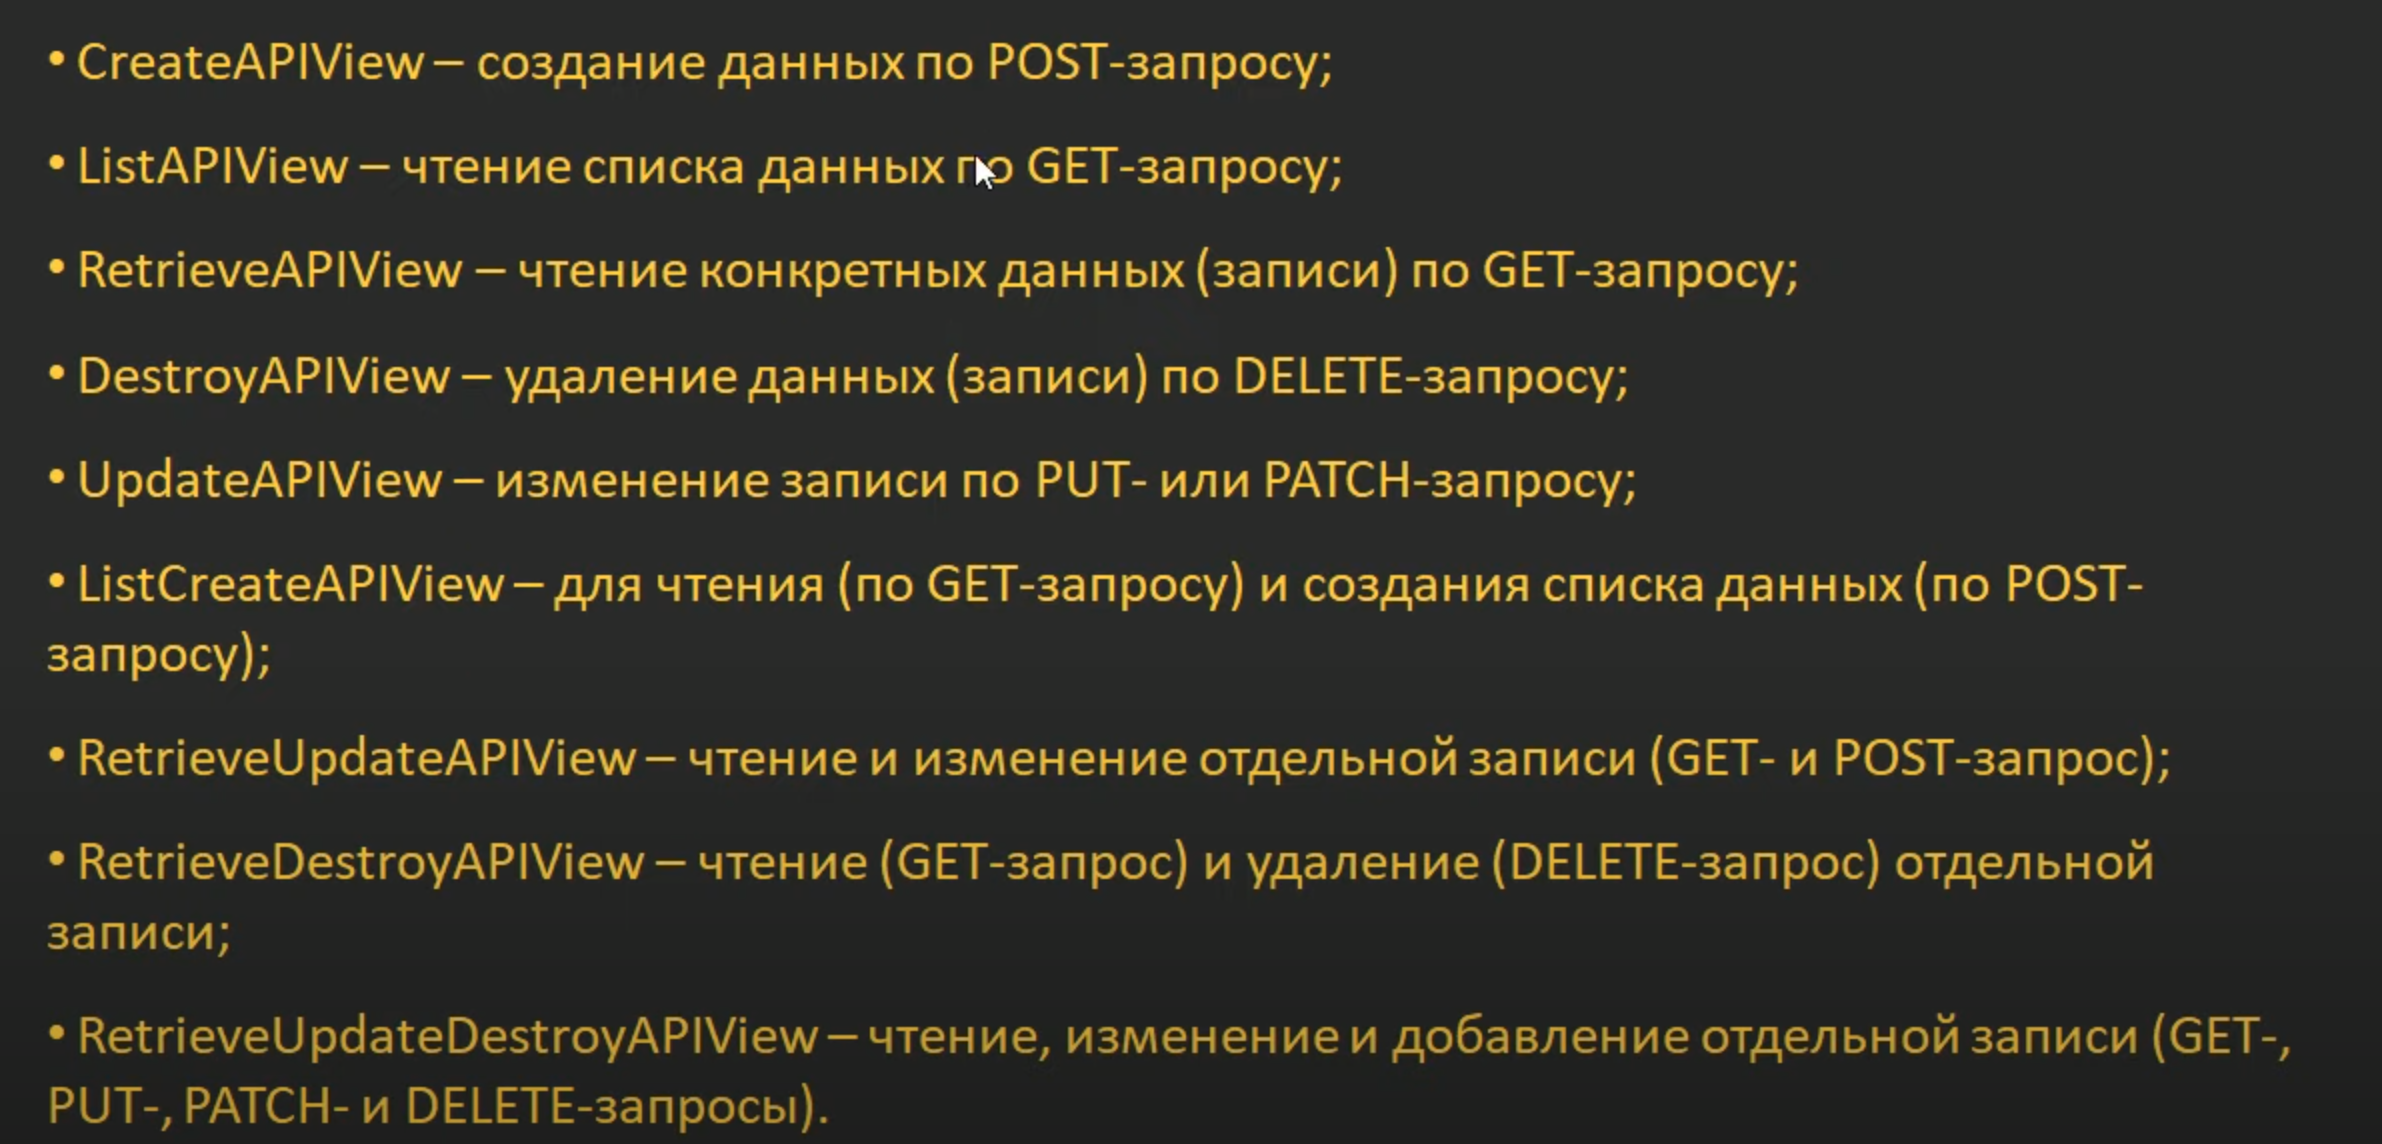 • CreateAPIView – создание данных по POST-запросу;
• ListAPIView – чтение списка данных по GET-запросу;
• RetrieveAPIView – чтение конкретных данных (записи) по GET-запросу;
• DestroyAPIView – удаление данных (записи) по DELETE-запросу;
• UpdateAPIView – изменение записи по PUT- или PATCH-запросу;
• ListCreateAPIView – для чтения (по GET-запросу) и создания списка данных (по POST-
запросу);
• RetrieveUpdateAPIView – чтение и изменение отдельной записи (GET- и POST-запрос);
• RetrieveDestroyAPIView – чтение (GET-запрос) и удаление (DELETE-запрос) отдельной
записи;
• RetrieveUpdateDestroyAPIView – чтение, изменение и добавление отдельной записи (GET-,
PUT-, PATCH- и DELETE-запросы).